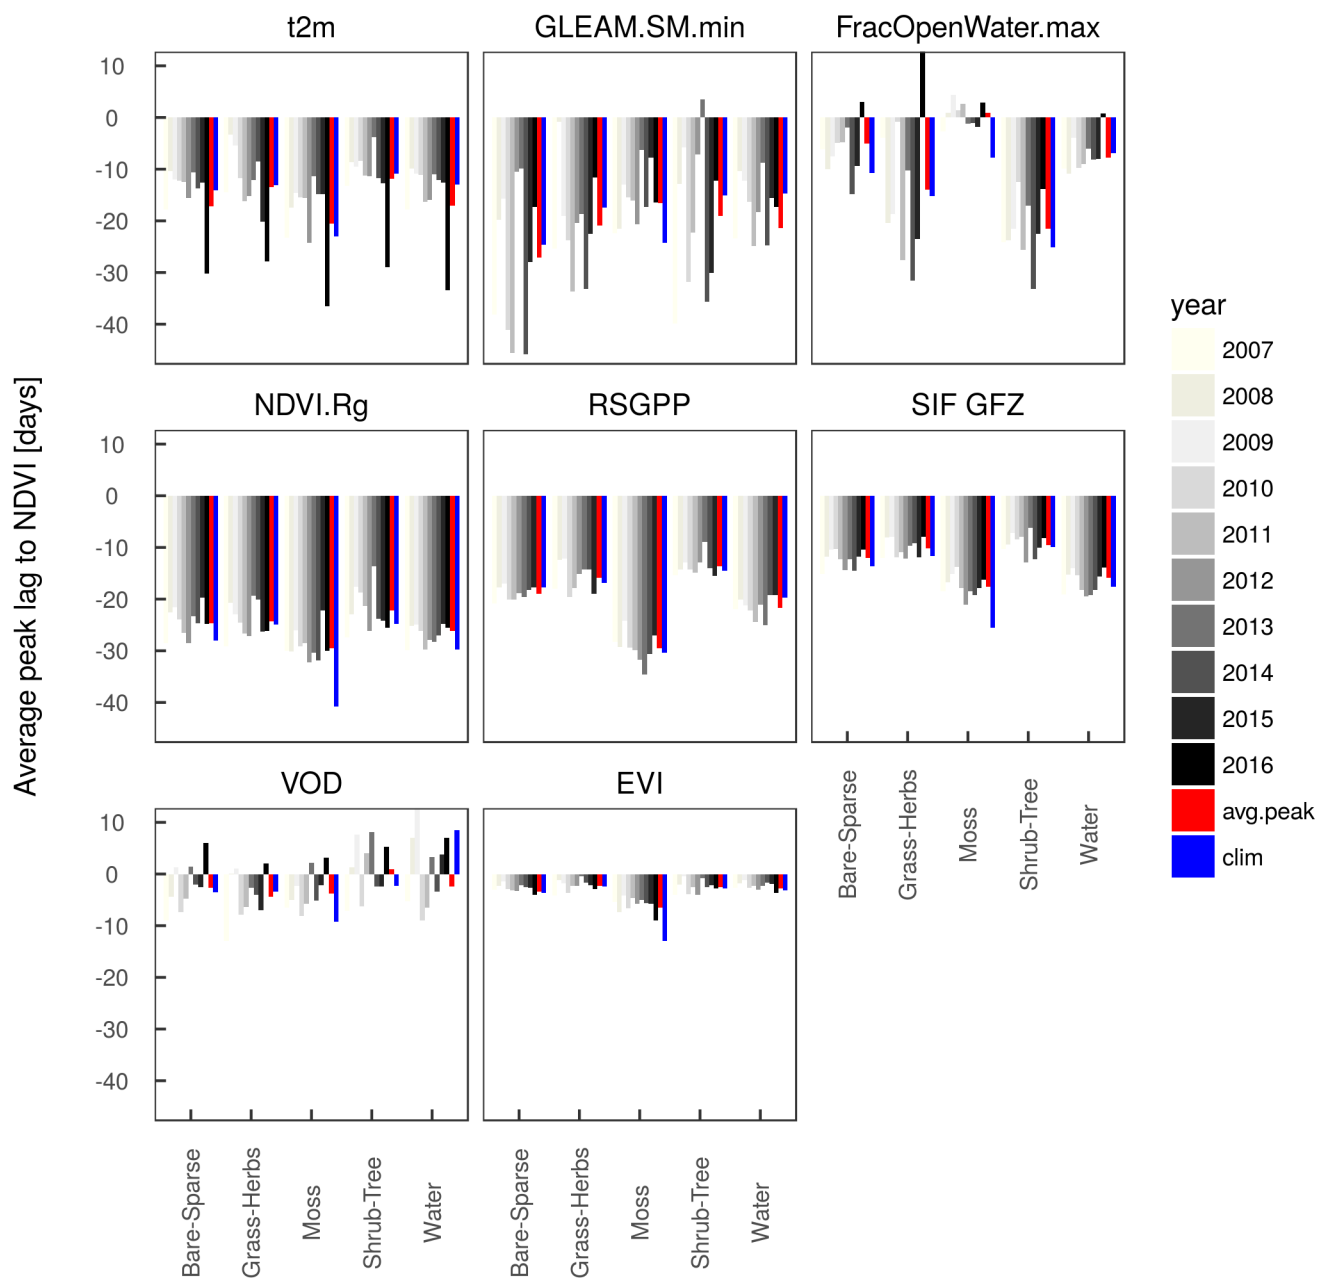 t2m
GLEAM.SM.min
FracOpenWater.max
10
0
-10
-20
-30
-40
NDVI.Rg
RSGPP
SIF GFZ
10
0
-10
-20
-30
-40
Average peak lag to NDVI [days]
VOD
EVI
10
0
-10
-20
-30
-40
Bare-Sparse
Grass-Herbs
Moss
Shrub-Tree
Water
Bare-Sparse
Grass-Herbs
Moss
Shrub-Tree
Water
Bare-Sparse
Grass-Herbs
Moss
Shrub-Tree
Water
year
2007
2008
2009
2010
2011
2012
2013
2014
2015
2016
avg.peak
clim